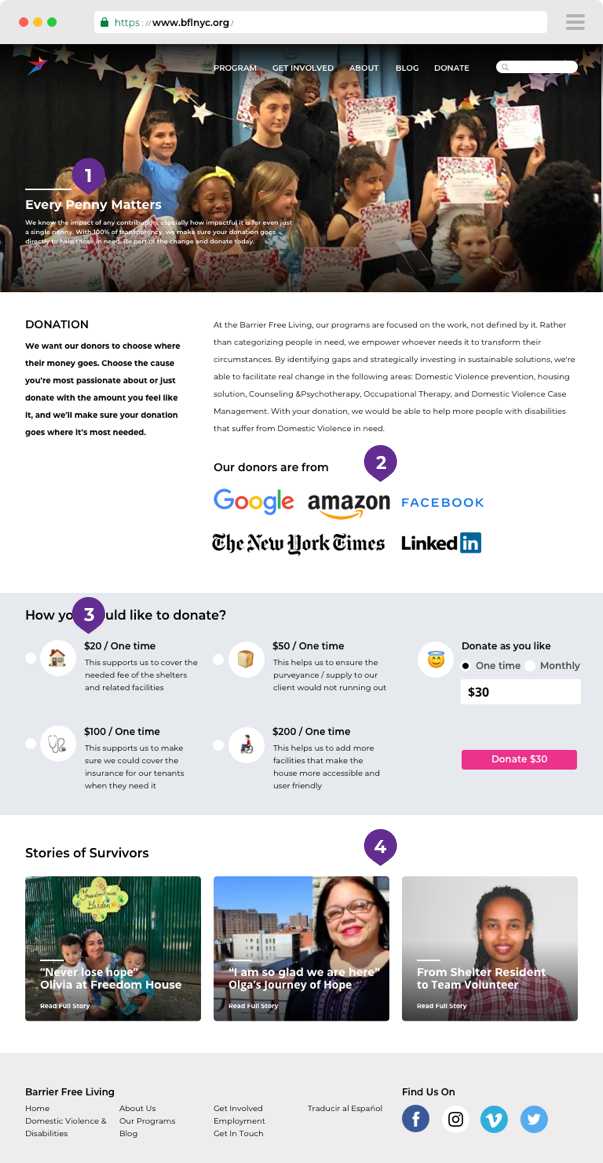 https://www.bflnyc.org/
PROGRAM GET INVOLVED ABOUT BLOG DONATE
1
Every Penny Matters
We know the impact of any contribution, especially how impactful it is for even just
a single penny. With 100% of transparency, we make sure your donation goes
directly to help those in need. Be part of the change and donate today.
DONATION
We want our donors to choose where
their money goes. Choose the cause
you're most passionate about or just
donate with the amount you feel like
it, and we'll make sure your donation
goes where it's most needed.
At the Barrier Free Living, our programs are focused on the work, not defined by it. Rather
than categorizing people in need, we empower whoever needs it to transform their
circumstances. By identifying gaps and strategically investing in sustainable solutions, we're
able to facilitate real change in the following areas: Domestic Violence prevention, housing
solution, Counseling &Psychotherapy, Occupational Therapy, and Domestic Violence Case
Management. With your donation, we would be able to help more people with disabilities
that suffer from Domestic Violence in need.
2
Our donors are from
Google amazon FACEBOOK
The New York Times Linked in
3
How yo uld like to donate?
$20 / One time
This supports us to cover the
needed fee of the shelters
and related facilities
$50 / One time
This helps us to ensure the
purveyance / supply to our
client would not running out
Donate as you like
One time Monthly
$30
$100 / One time
This supports us to make
sure we could cover the
insurance for our tenants
when they need it
$200 / One time
This helps us to add more
facilities that make the
house more accessible and
user friendly
Donate $30
4
Stories of Survivors
"Never lose hope"
Olivia at Freedom House
Read Full Story
"I am so glad we are here"
Olga's Journey of Hope
Read Full Story
From Shelter Resident
to Team Volunteer
Read Full Story
Barrier Free Living
Home
Domestic Violence &
Disabilities
About Us
Our Programs
Blog
Get Involved
Employment
Get In Touch
Traducir al Español
Find Us On